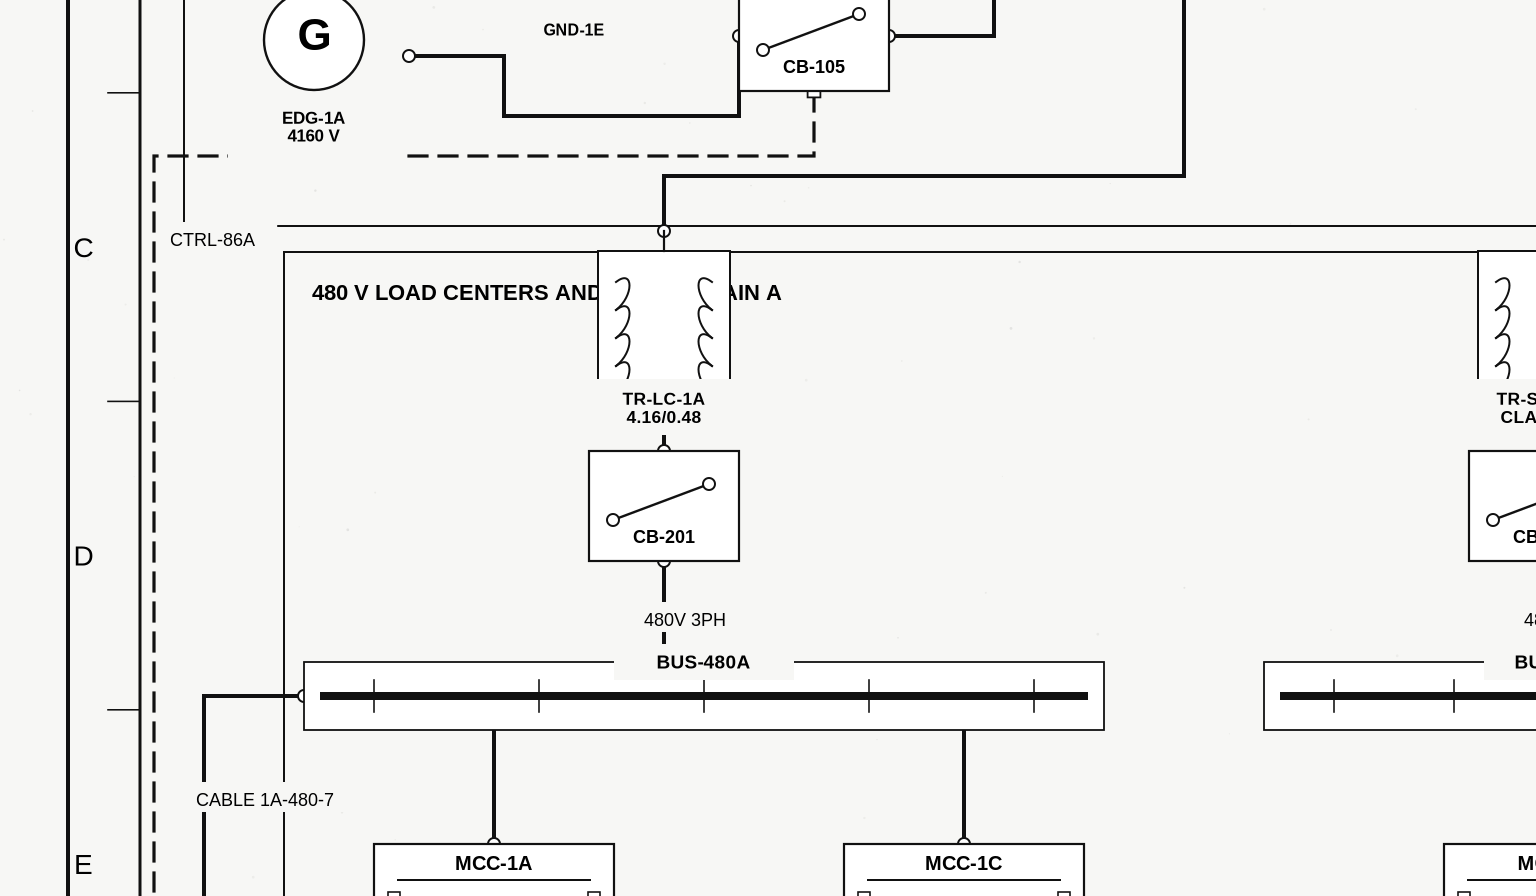 G
GND-1E
CB-105
EDG-1A
4160 V
C
CTRL-86A
480 V LOAD CENTERS AND
AIN A
TR-LC-1A
4.16/0.48
CB-201
D
480V 3PH
BUS-480A
CABLE 1A-480-7
E
MCC-1A
MCC-1C